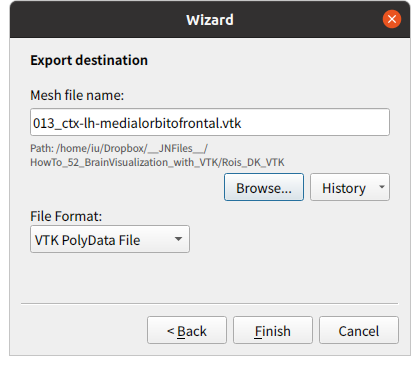 Wizard
Export destination
Mesh file name:
013_ctx-lh-medialorbitofrontal.vtk
Path: /home/iu/Dropbox/__JNFiles__/
HowTo_52_BrainVisualization_with_VTK/Rois_DK_VTK
Browse...
History
File Format:
VTK PolyData File
< Back
Finish
Cancel